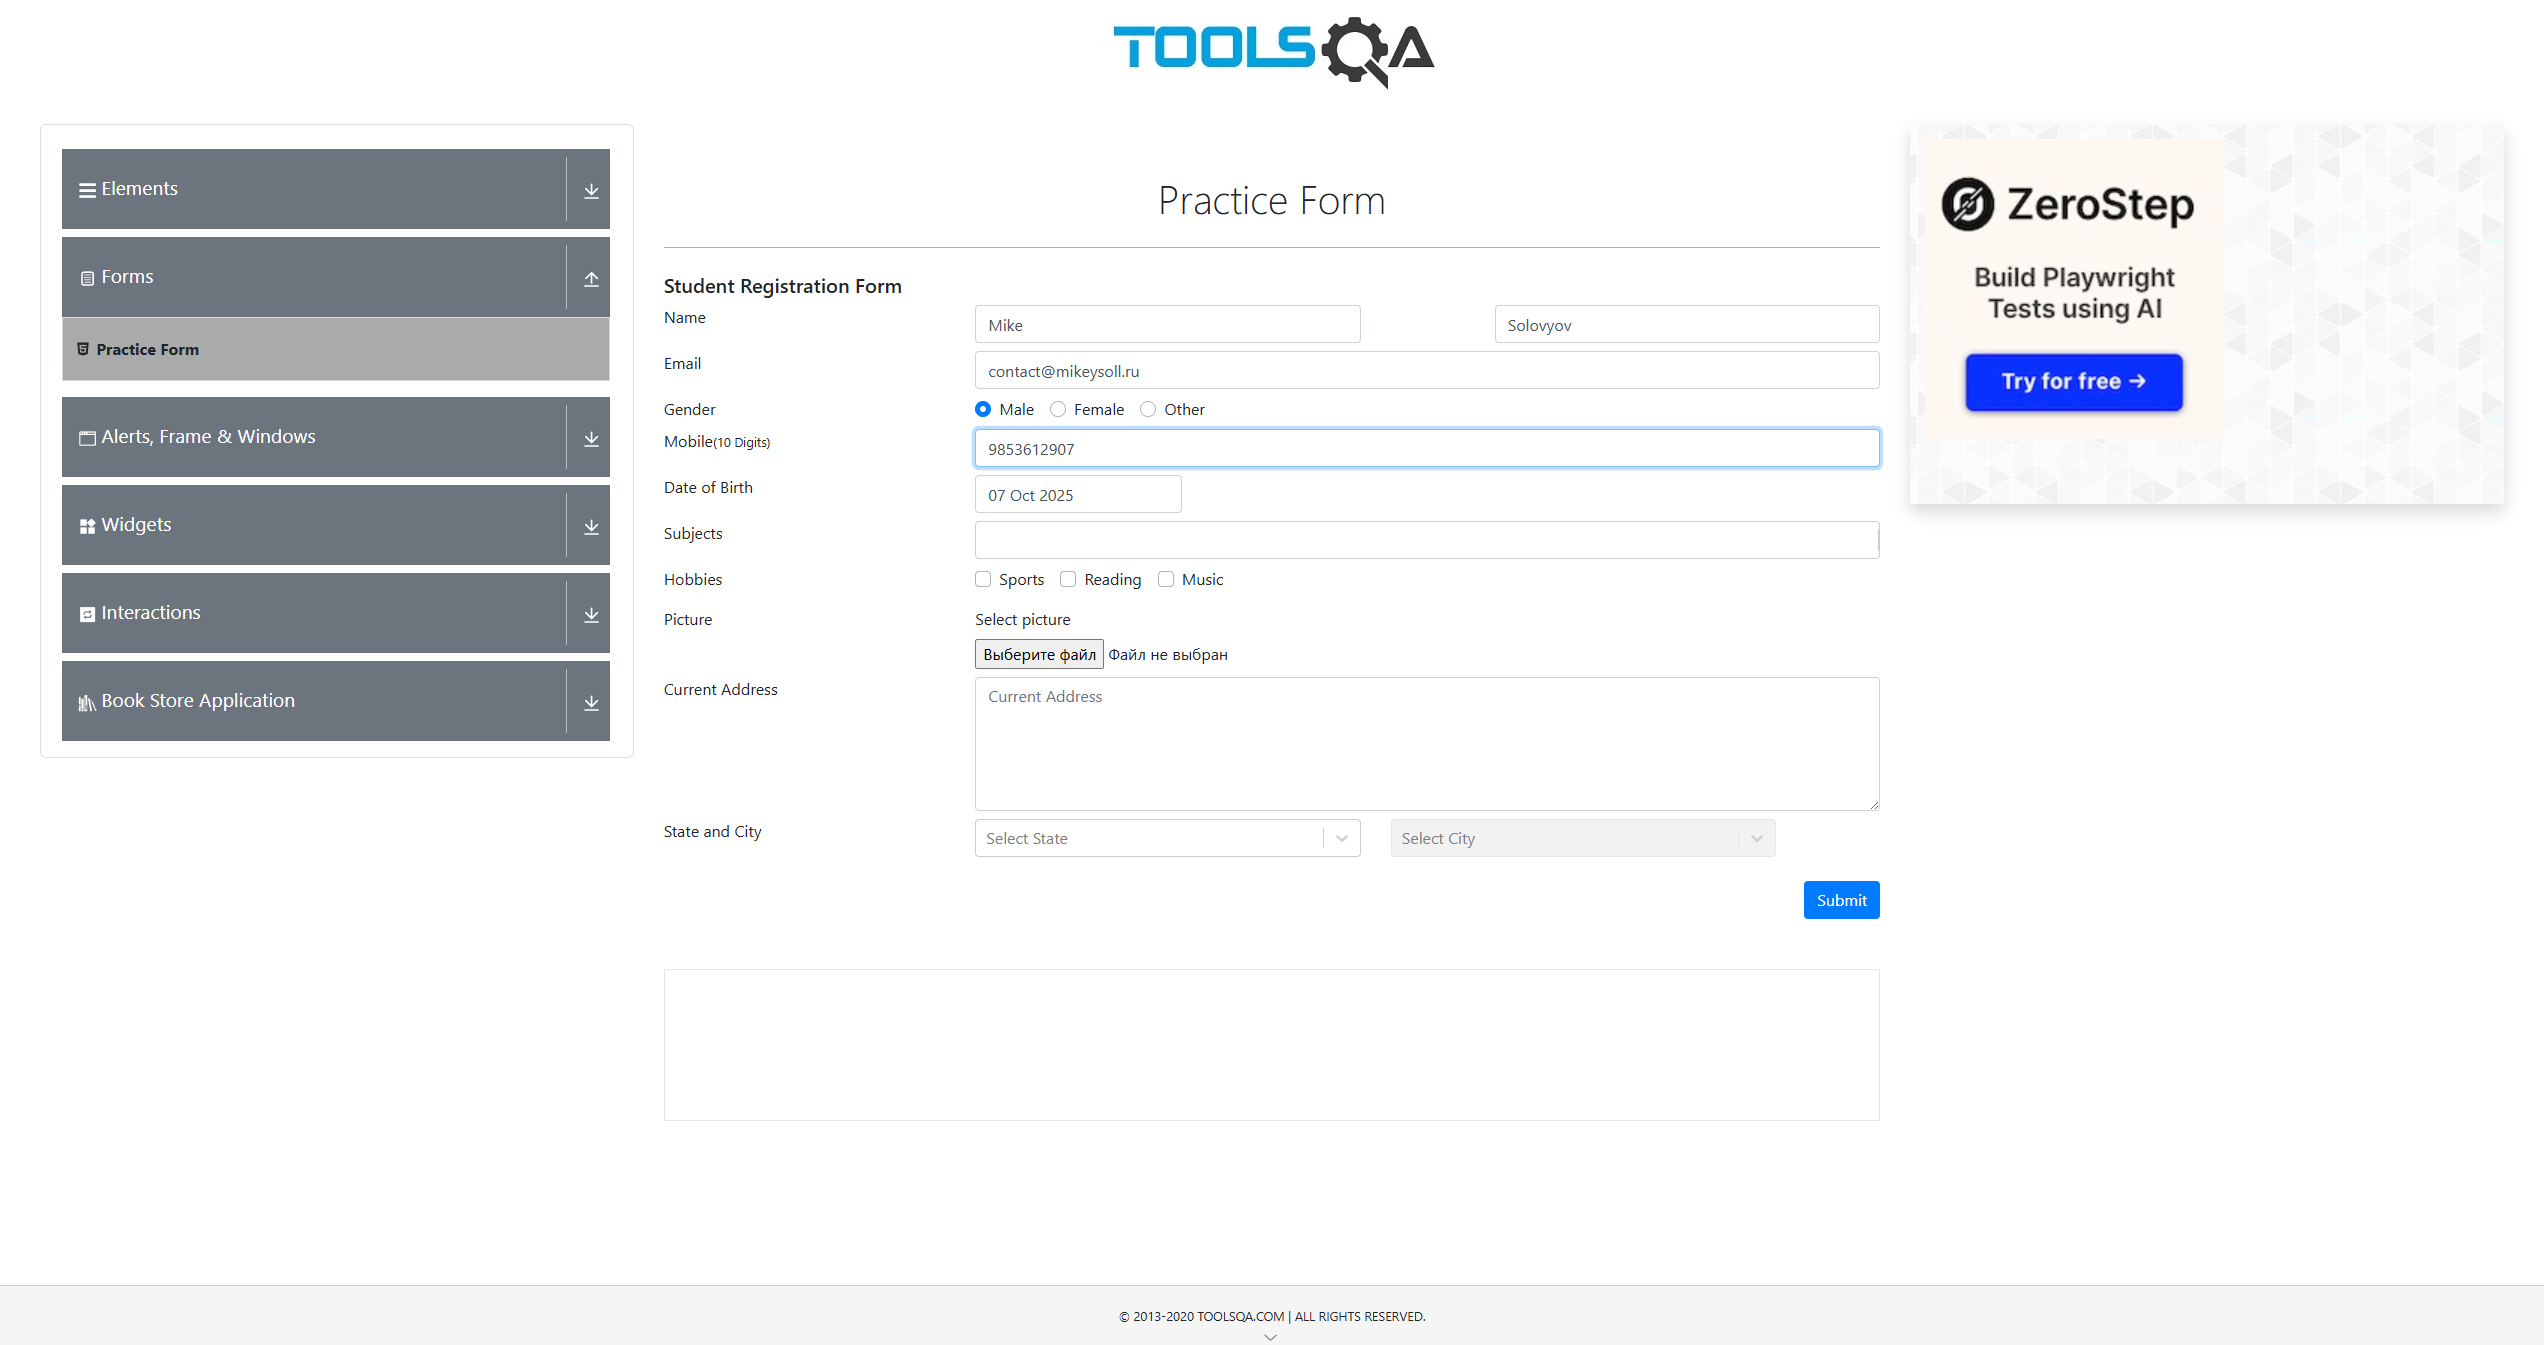 TOOLSQA
Elements
Forms
Practice Form
Alerts, Frame & Windows
Widgets
Interactions
Book Store Application
Practice Form
Student Registration Form
Name Mike Solovyov
Email contact@mikeysoll.ru
Gender Male Female Other
Mobile(10 Digits) 9853612907
Date of Birth 07 Oct 2025
Subjects
Hobbies Sports Reading Music
Picture Select picture
Выберите файл Файл не выбран
Current Address Current Address
State and City Select State Select City
Submit
ZeroStep
Build Playwright
Tests using AI
Try for free →
© 2013-2020 TOOLSQA.COM | ALL RIGHTS RESERVED.